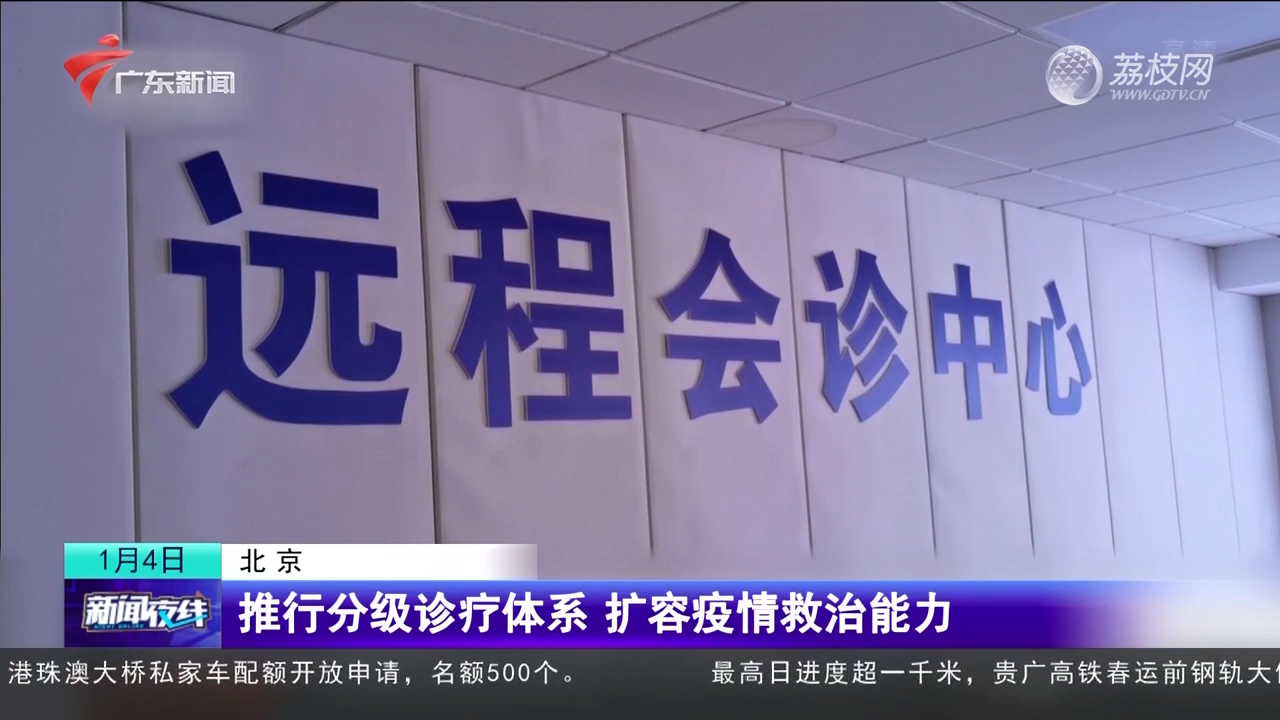 广东新闻
高清
荔枝网
WWW.GDTV.CN
远程会诊中心
1月4日
北京
新闻夜线
推行分级诊疗体系 扩容疫情救治能力
港珠澳大桥私家车配额开放申请，名额500个。 最高日进度超一千米，贵广高铁春运前钢轨大